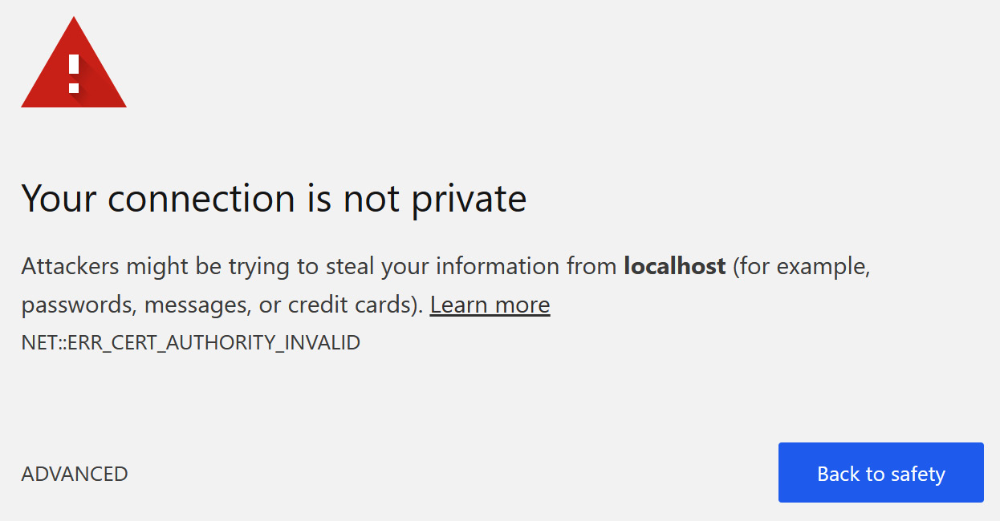 Your connection is not private
Attackers might be trying to steal your information from localhost (for example,
passwords, messages, or credit cards). Learn more
NET::ERR_CERT_AUTHORITY_INVALID
ADVANCED
Back to safety